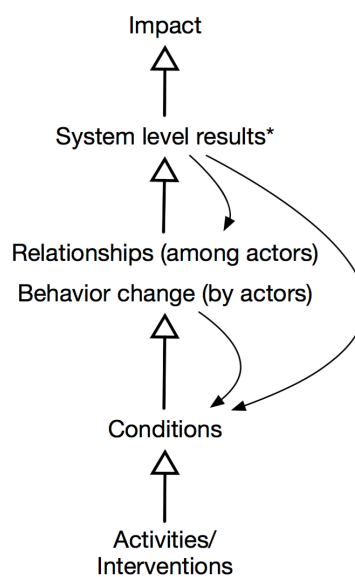 Impact
System level results*
Relationships (among actors)
Behavior change (by actors)
Conditions
Activities/
Interventions